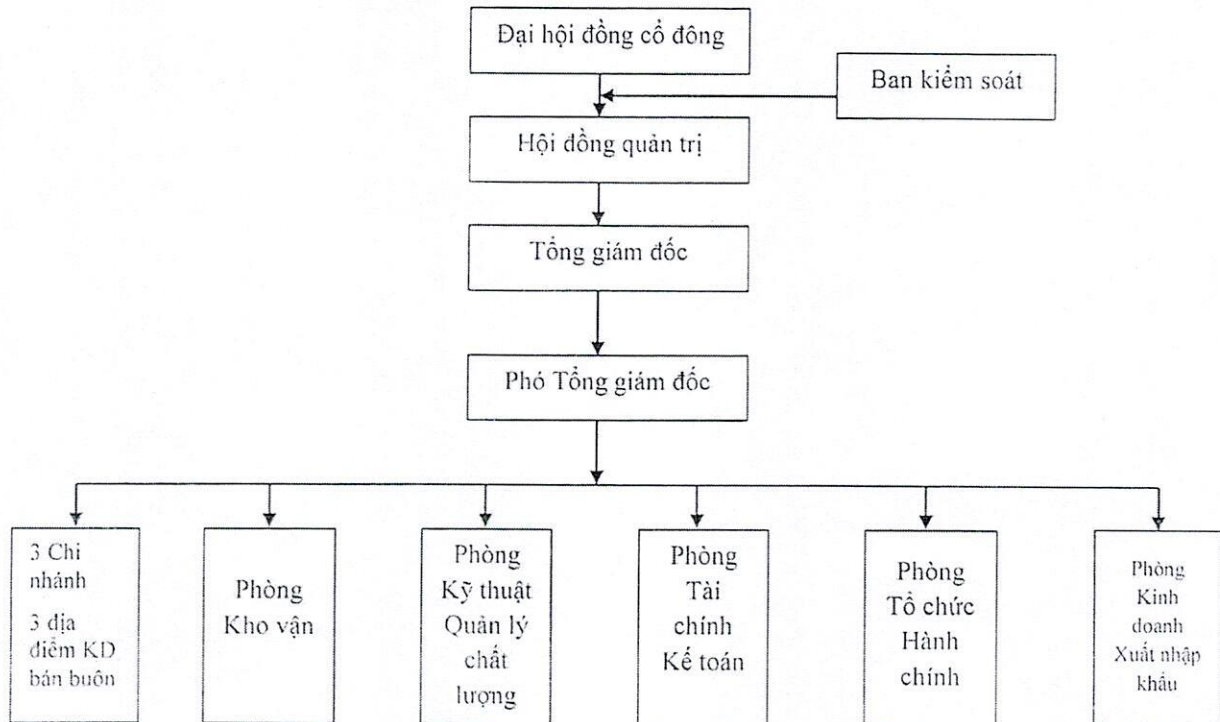 Đại hội đồng cổ đông
Ban kiểm soát
Hội đồng quản trị
Tổng giám đốc
Phó Tổng giám đốc
3 Chi
nhánh
3 địa
điểm KD
bán buôn
Phòng
Kho vận
Phòng
Kỹ thuật
Quản lý
chất
lượng
Phòng
Tài
chính
Kế toán
Phòng
Tổ chức
Hành
chính
Phòng
Kinh
doanh
Xuất nhập
khẩu